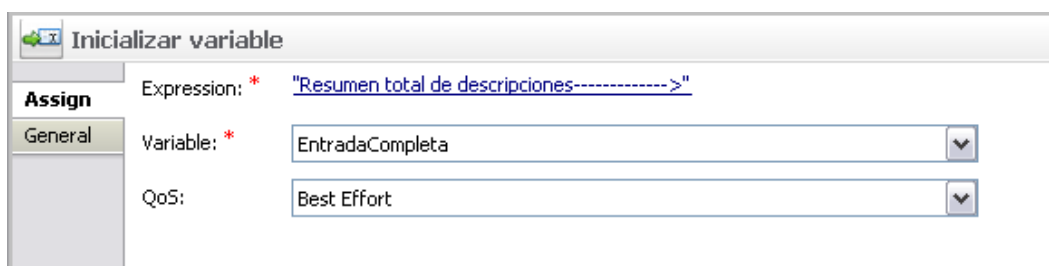 Inicializar variable
Assign
General
Expression: * "Resumen total de descripciones------------->"
Variable: * EntradaCompleta
QoS: Best Effort